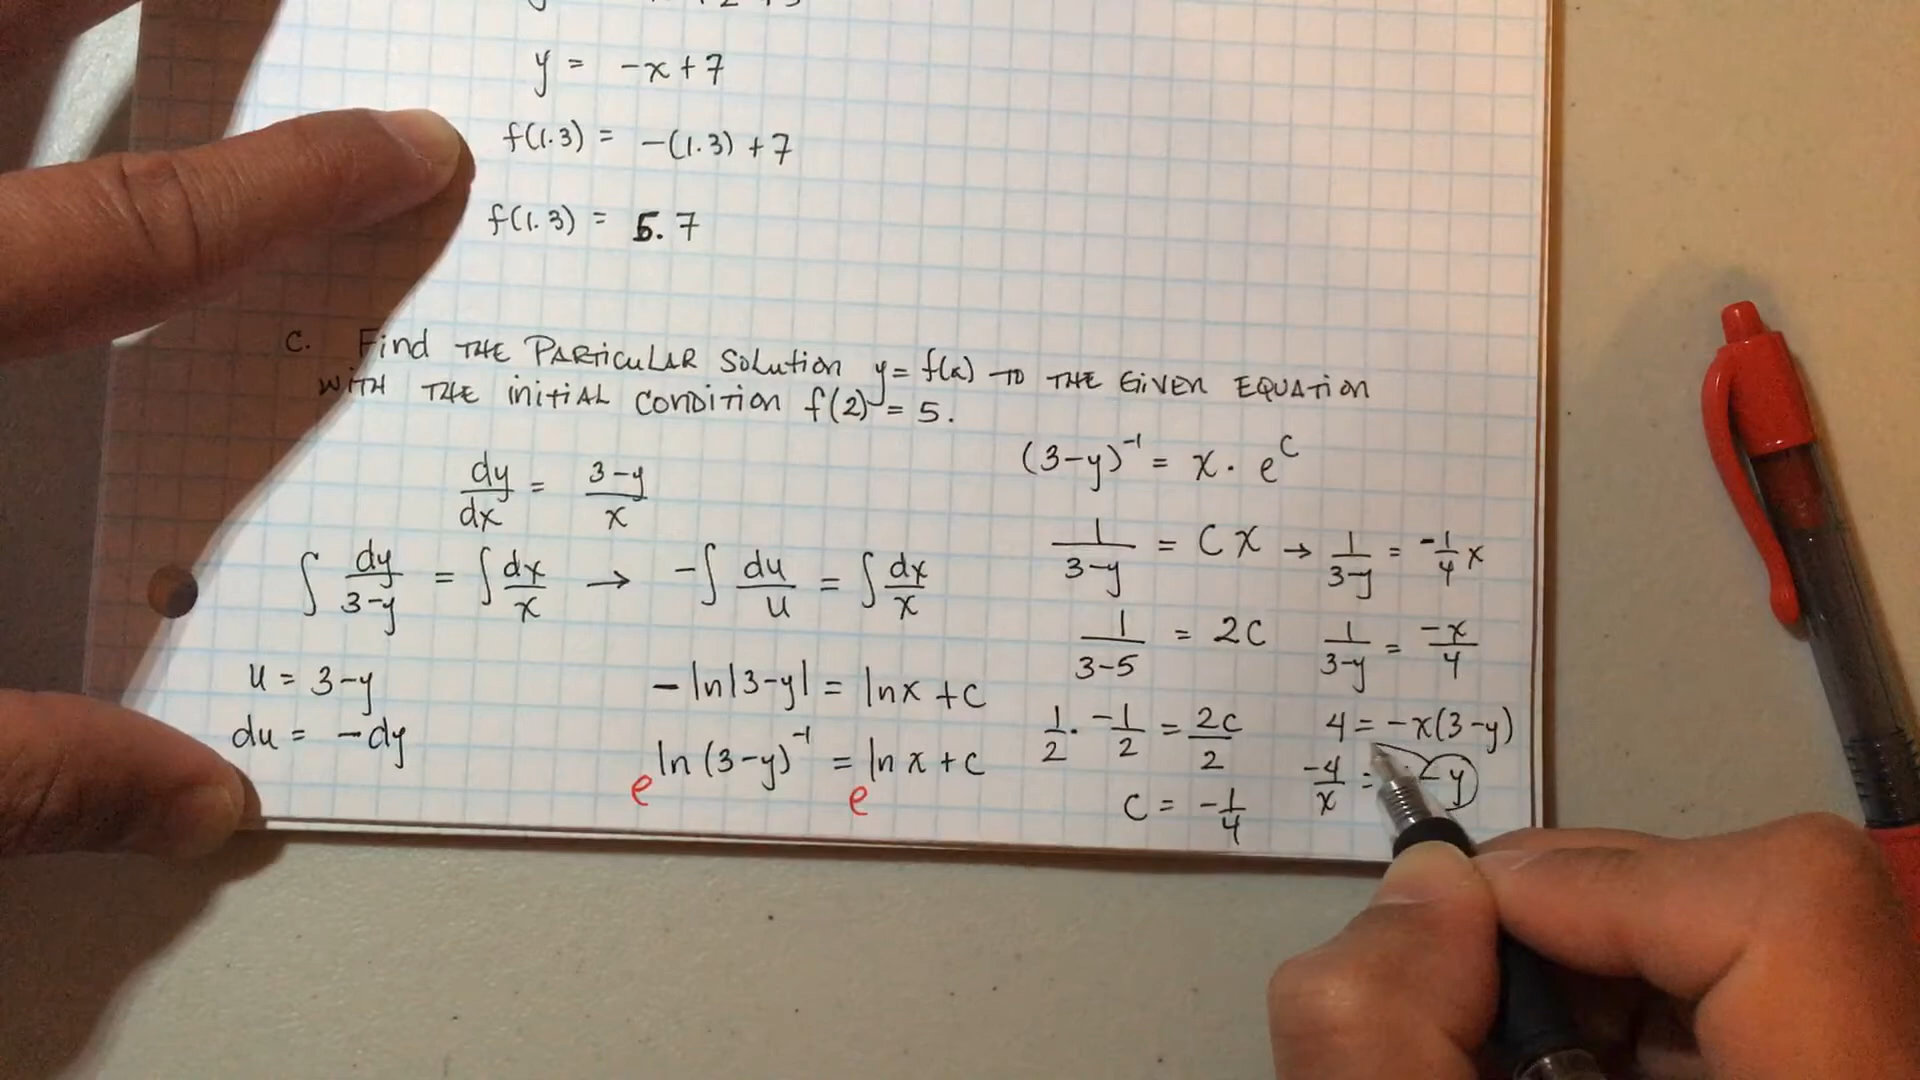 y = -x+7
f(1.3) = -(1.3)+7
f(1.3) = 5.7
C. Find THE PARTICULAR Solution y = f(x) TO THE GIVEN EQUATION
WITH THE initiAL CONDITION f(2) = 5.
dy/dx = 3-y/x
∫ dy/3-y = ∫ dx/x → -∫ du/u = ∫ dx/x
u = 3-y
du = -dy
-ln|3-y| = lnx + c
e ln(3-y)⁻¹ = e ln x + c
(3-y)⁻¹ = x · e^C
1/3-y = Cx → 1/3-y = -1/4 x
1/3-5 = 2C
1/2 · -1/2 = 2C/2
C = -1/4
1/3-y = -x/4
4 = -x(3-y)
-4/x = - y